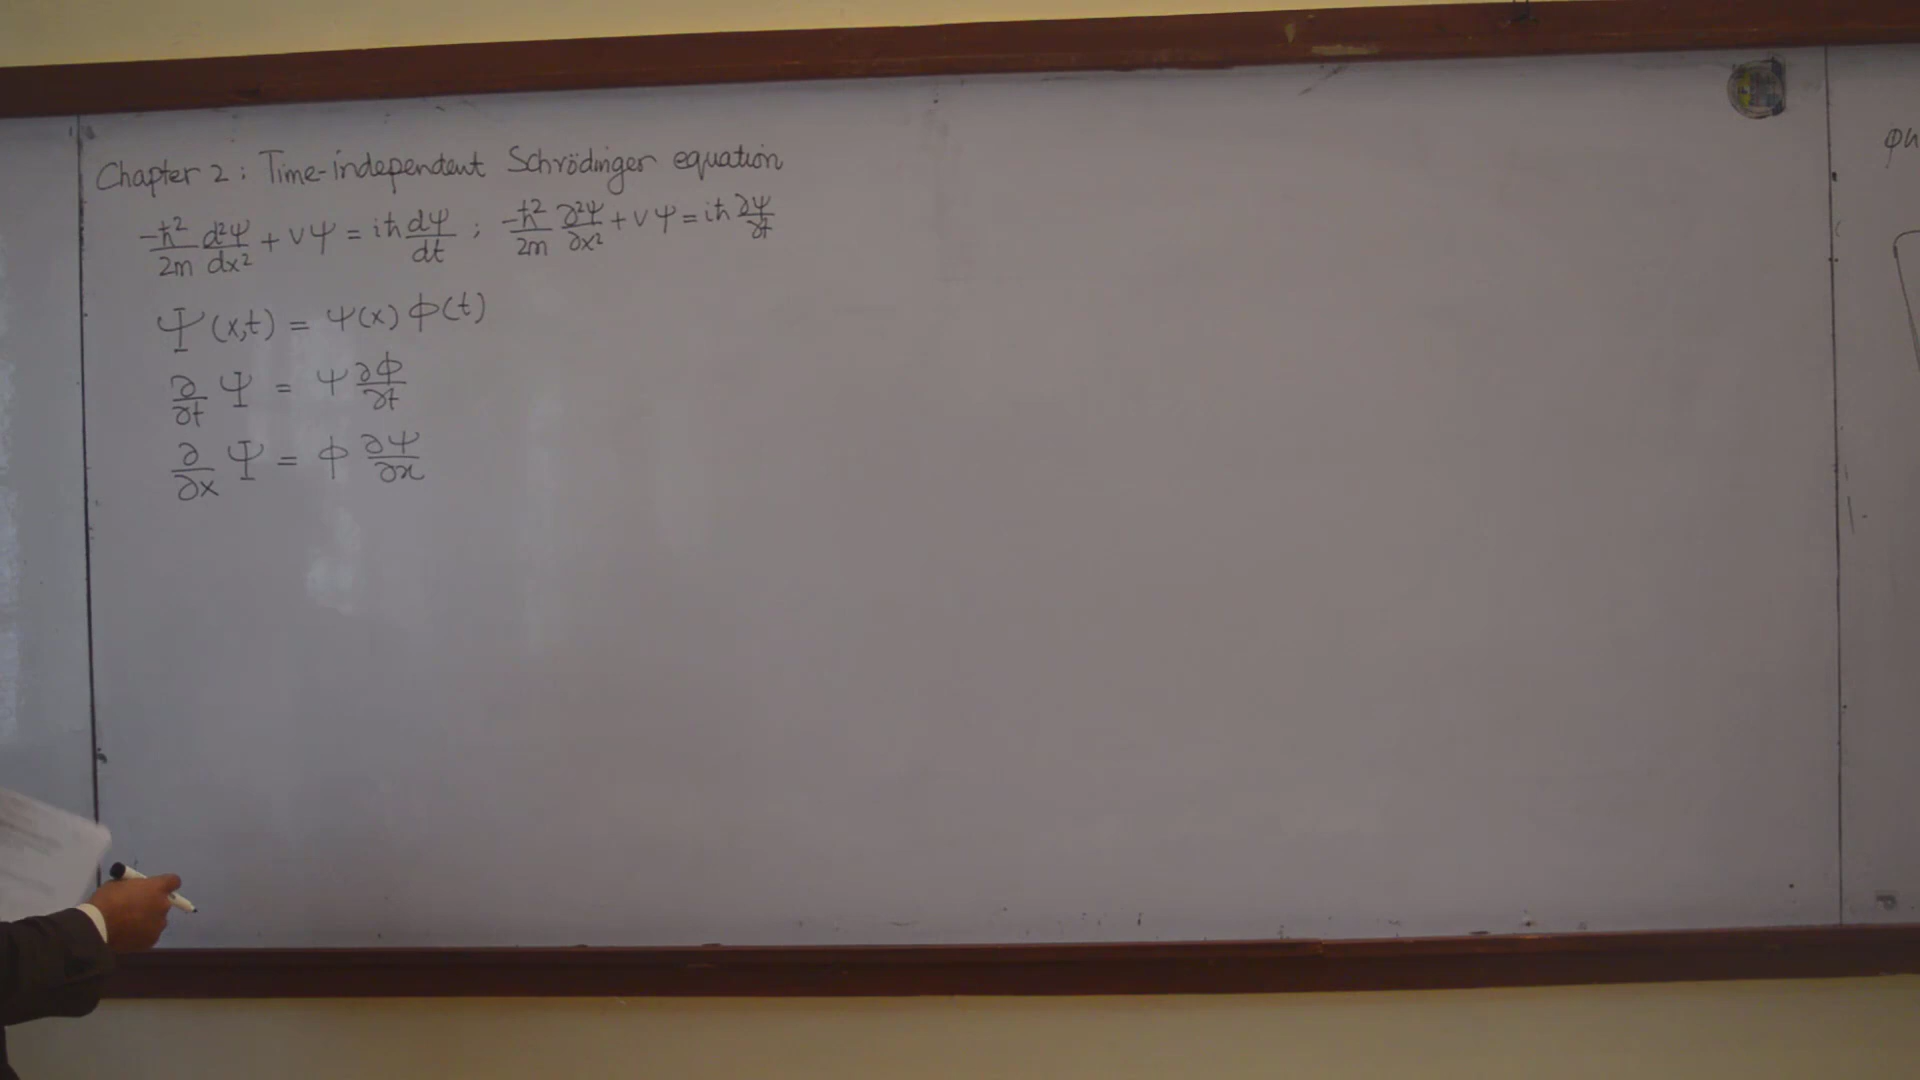 Chapter 2: Time-independent Schrödinger equation
-ħ²/2m d²Ψ/dx² + VΨ = iħ dΨ/dt ; -ħ²/2m ∂²Ψ/∂x² + VΨ = iħ ∂Ψ/∂t
Ψ(x,t) = ψ(x) ϕ(t)
∂/∂t Ψ = ψ ∂ϕ/∂t
∂/∂x Ψ = ϕ ∂ψ/∂x